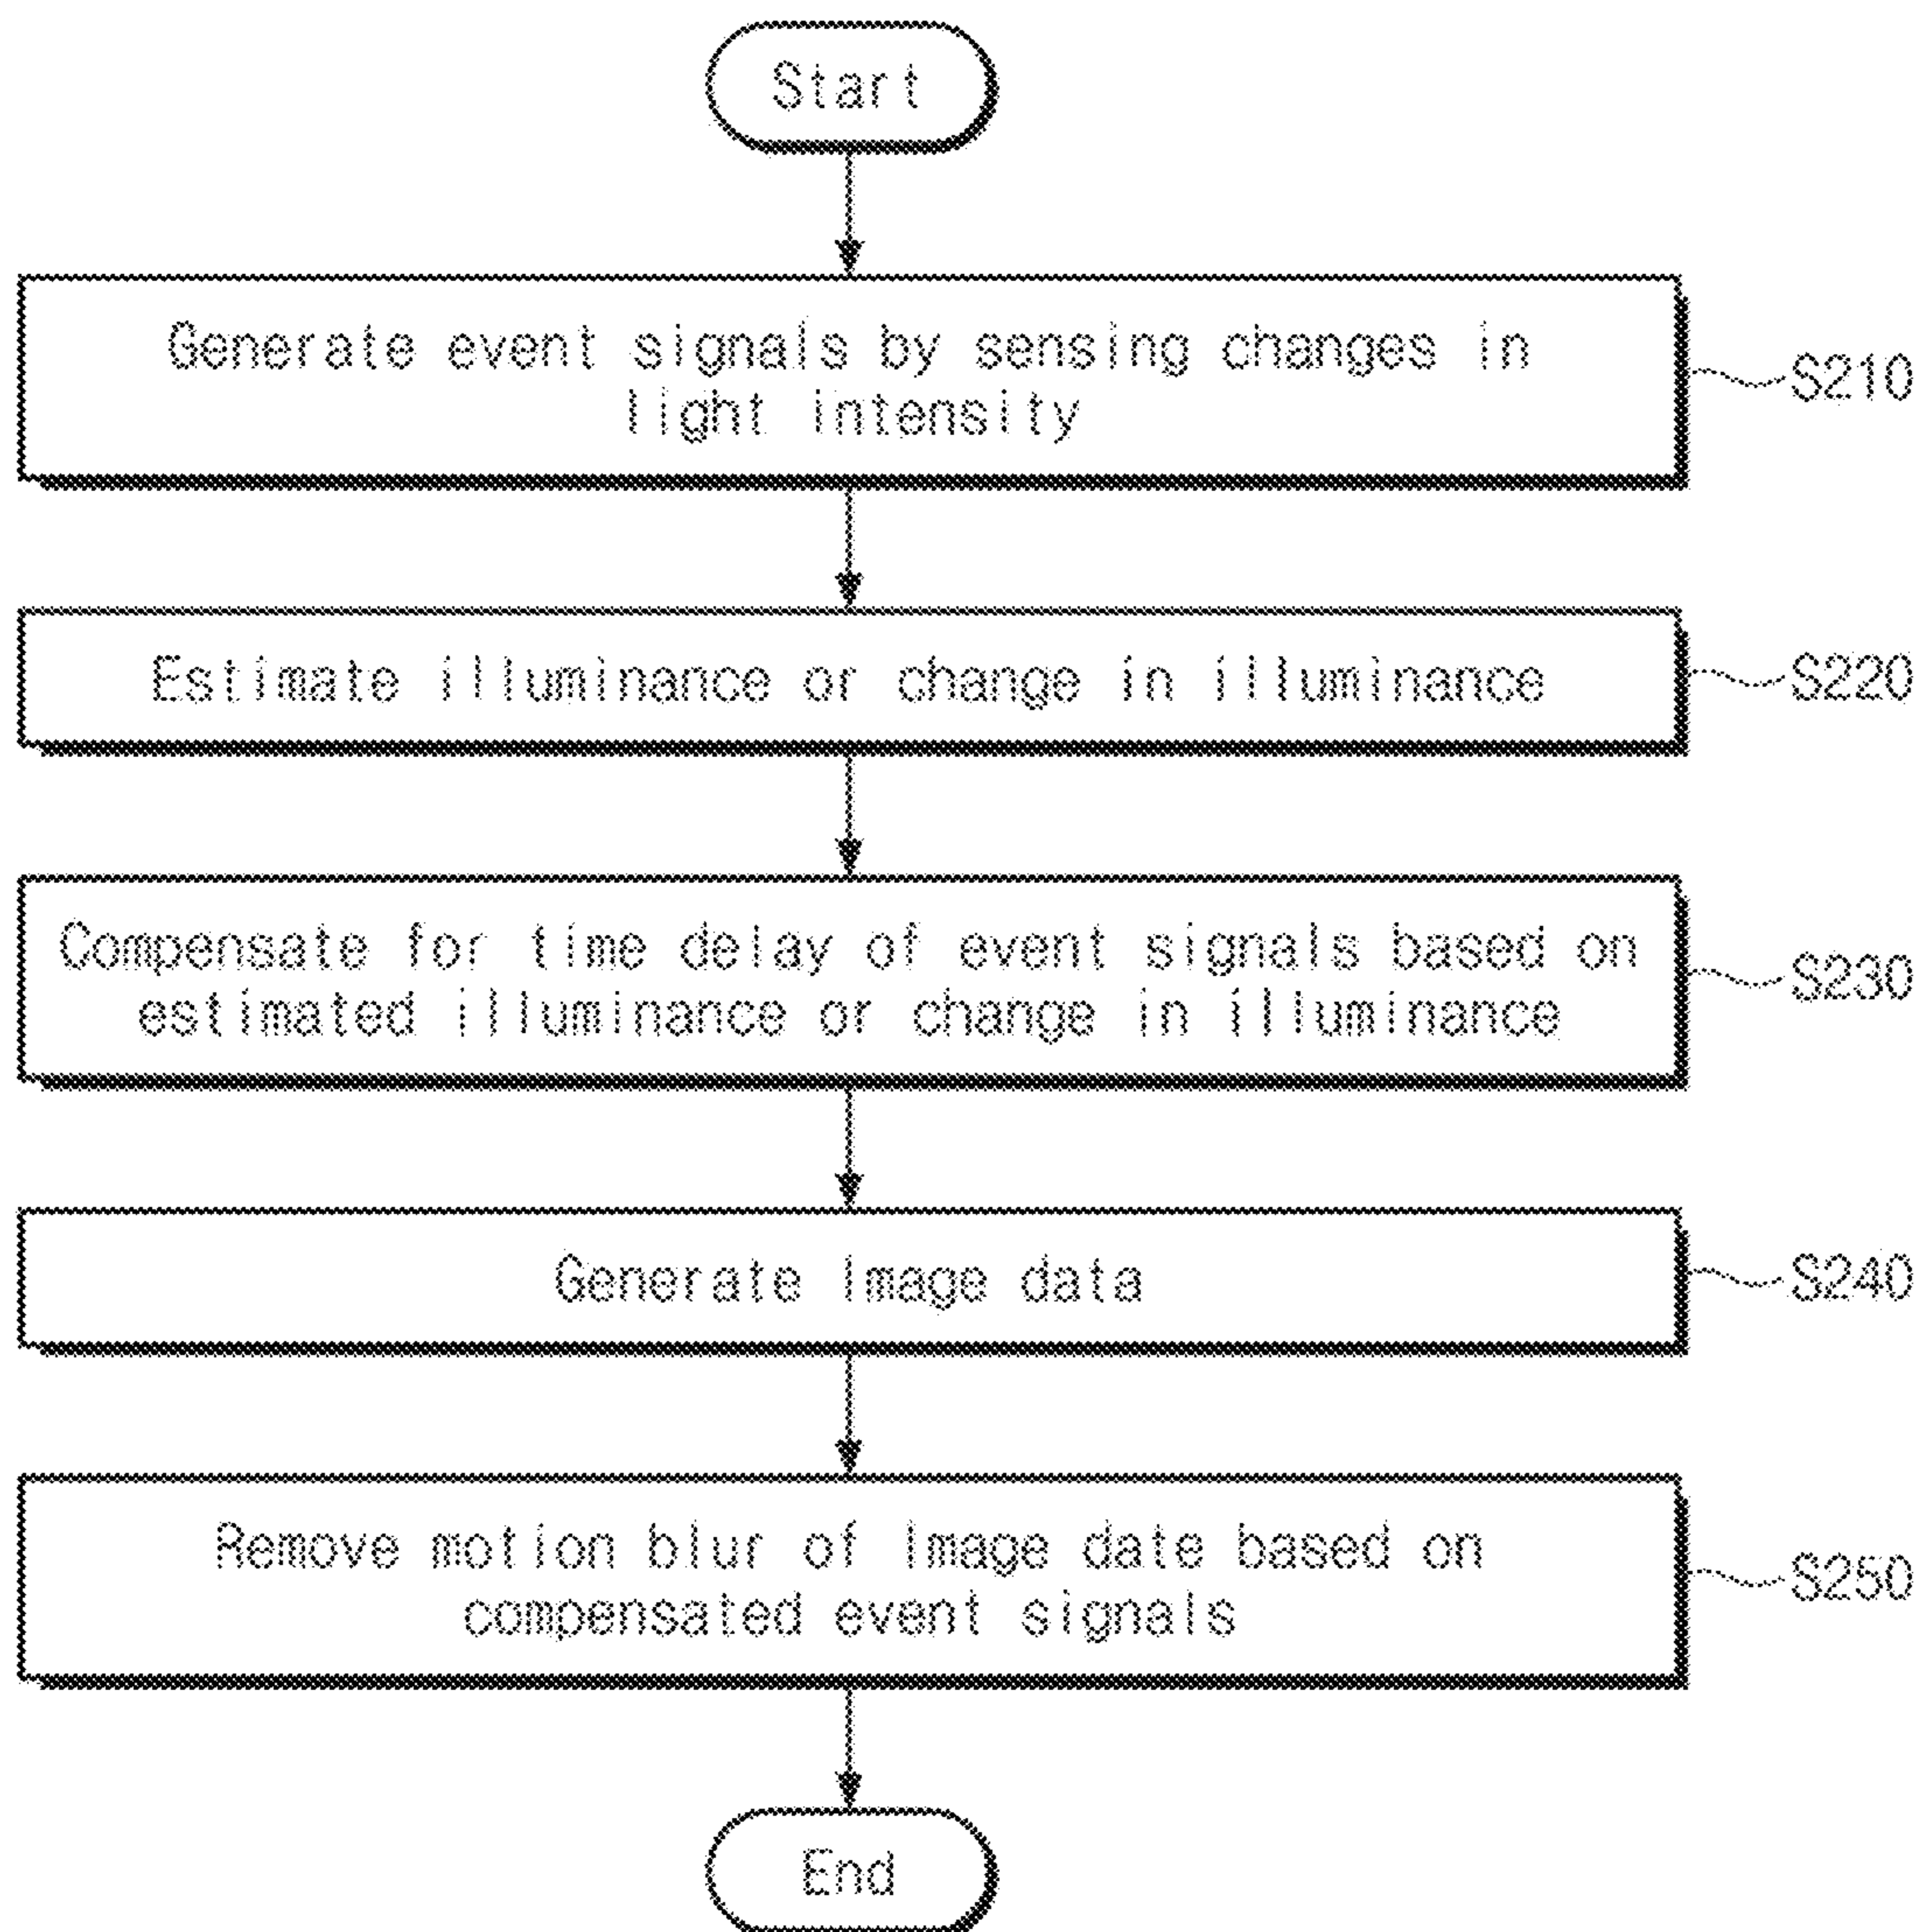 Start
Generate event signals by sensing changes in
light intensity
S210
Estimate illuminance or change in illuminance
S220
Compensate for time delay of event signals based on
estimated illuminance or change in illuminance
S230
Generate image data
S240
Remove motion blur of image date based on
compensated event signals
S250
End